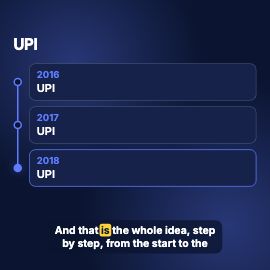 UPI
2016
UPI
2017
UPI
2018
UPI
And that is the whole idea, step
by step, from the start to the